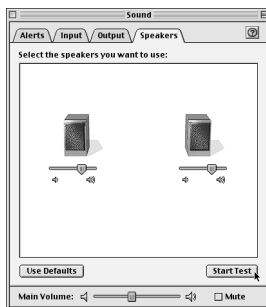 Sound
Alerts Input Output Speakers
Select the speakers you want to use:
Use Defaults Start Test
Main Volume: Mute